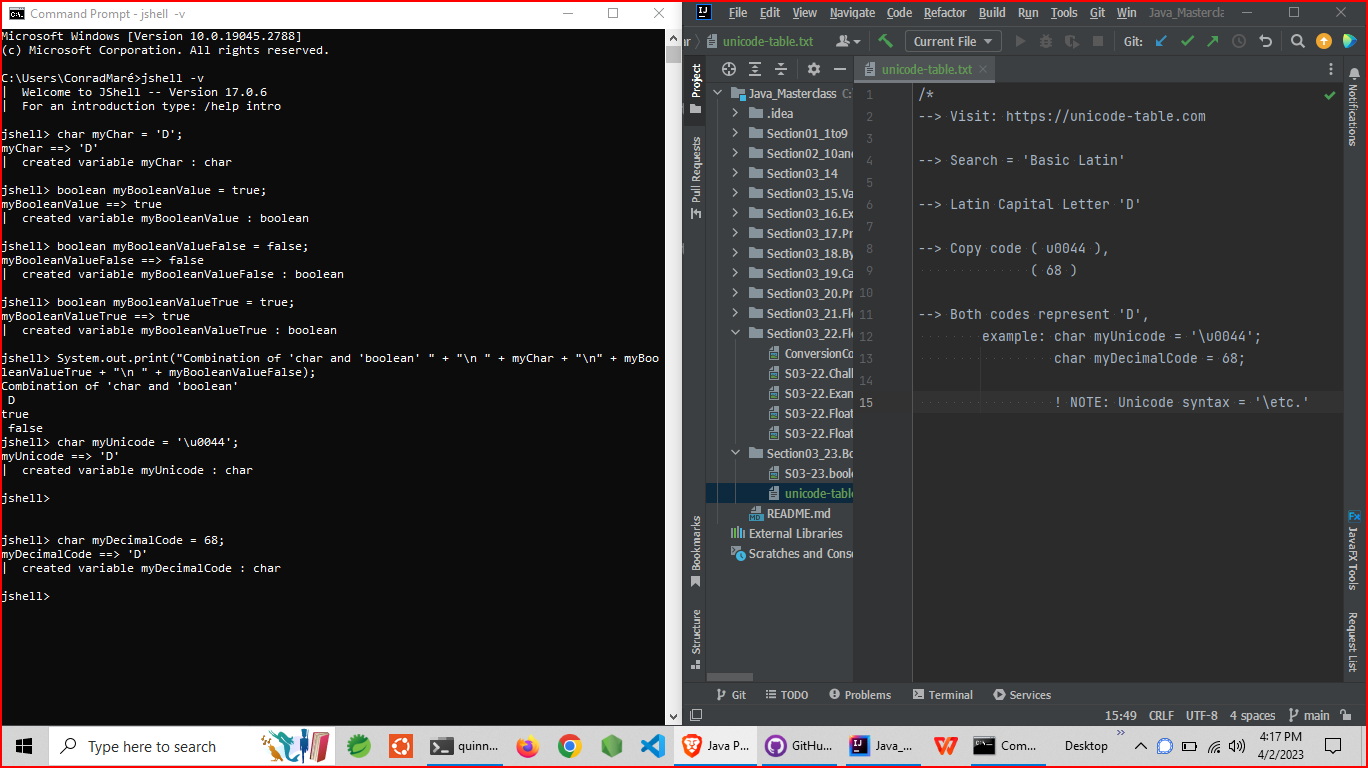 Command Prompt - jshell -v
Microsoft Windows [Version 10.0.19045.2788]
(c) Microsoft Corporation. All rights reserved.
C:\Users\ConradMaré>jshell -v
|  Welcome to JShell -- Version 17.0.6
|  For an introduction type: /help intro
jshell> char myChar = 'D';
myChar ==> 'D'
|  created variable myChar : char
jshell> boolean myBooleanValue = true;
myBooleanValue ==> true
|  created variable myBooleanValue : boolean
jshell> boolean myBooleanValueFalse = false;
myBooleanValueFalse ==> false
|  created variable myBooleanValueFalse : boolean
jshell> boolean myBooleanValueTrue = true;
myBooleanValueTrue ==> true
|  created variable myBooleanValueTrue : boolean
jshell> System.out.print("Combination of 'char and 'boolean' " + "\n " + myChar + "\n" + myBoo
leanValueTrue + "\n " + myBooleanValueFalse);
Combination of 'char and 'boolean'
 D
true
 false
jshell> char myUnicode = '\u0044';
myUnicode ==> 'D'
|  created variable myUnicode : char
jshell>
jshell> char myDecimalCode = 68;
myDecimalCode ==> 'D'
|  created variable myDecimalCode : char
jshell>
IJ File Edit View Navigate Code Refactor Build Run Tools Git Win Java_Mastercla
ar unicode-table.txt Current File Git:
Project
Pull Requests
Bookmarks
Structure
Java_Masterclass C:
.idea
Section01_1to9
Section02_10and
Section03_14
Section03_15.Va
Section03_16.Ex
Section03_17.Pr
Section03_18.By
Section03_19.Ca
Section03_20.Pr
Section03_21.Flo
Section03_22.Flo
ConversionCo
S03-22.Chall
S03-22.Exam
S03-22.Float
S03-22.Float
Section03_23.Bo
S03-23.boole
unicode-table
README.md
External Libraries
Scratches and Conso
unicode-table.txt
1 /*
2 --> Visit: https://unicode-table.com
3
4 --> Search = 'Basic Latin'
5
6 --> Latin Capital Letter 'D'
7
8 --> Copy code ( u0044 ),
9 ( 68 )
10
11 --> Both codes represent 'D',
12 example: char myUnicode = '\u0044';
13 char myDecimalCode = 68;
14
15 ! NOTE: Unicode syntax = '\etc.'
Notifications
JavaFX Tools
Request List
Git TODO Problems Terminal Services
15:49 CRLF UTF-8 4 spaces main
Type here to search
quinn... Java P... GitHu... Java_... Com... Desktop
4:17 PM
4/2/2023